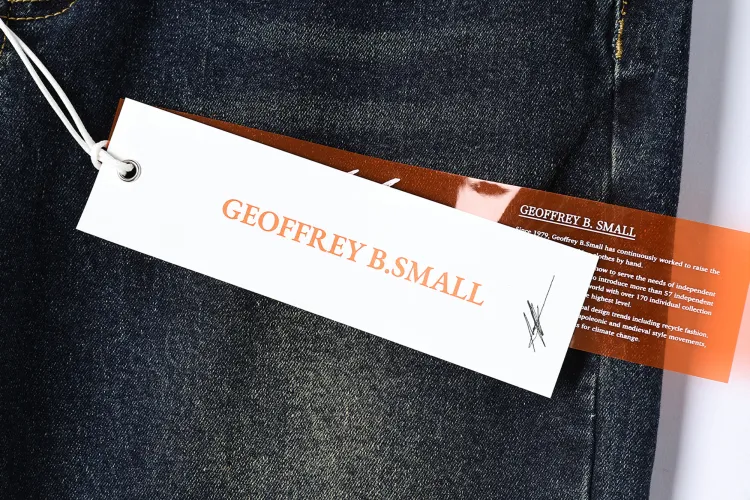 GEOFFREY B.SMALL
GEOFFREY B. SMALL
Since 1979, Geoffrey B.Small has continuously worked to raise the
clothes by hand.
how to serve the needs of independent
to introduce more than 57 independent
world with over 170 individual collection
highest level.
design trends including recycle fashion.
and medieval style movements,
for climate change.